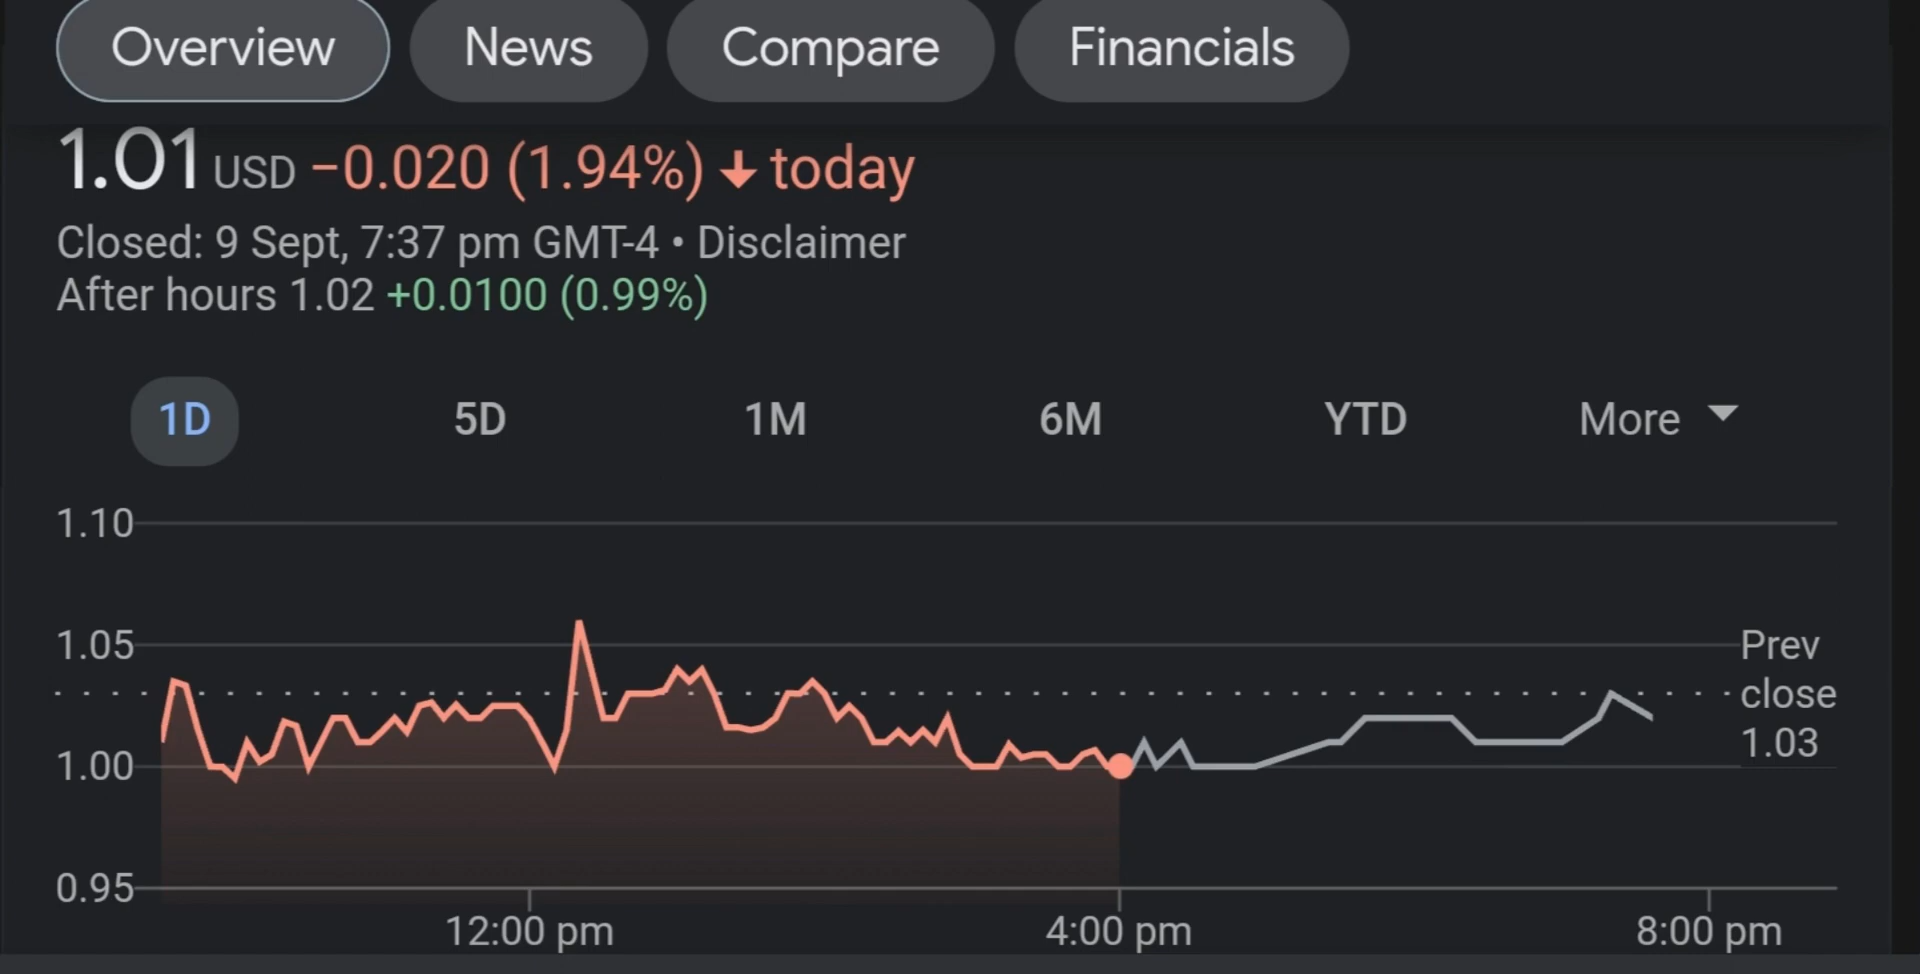 Overview News Compare Financials
1.01 USD −0.020 (1.94%) ↓ today
Closed: 9 Sept, 7:37 pm GMT-4 • Disclaimer
After hours 1.02 +0.0100 (0.99%)
1D 5D 1M 6M YTD More
1.10
1.05
1.00
0.95
Prev
close
1.03
12:00 pm 4:00 pm 8:00 pm